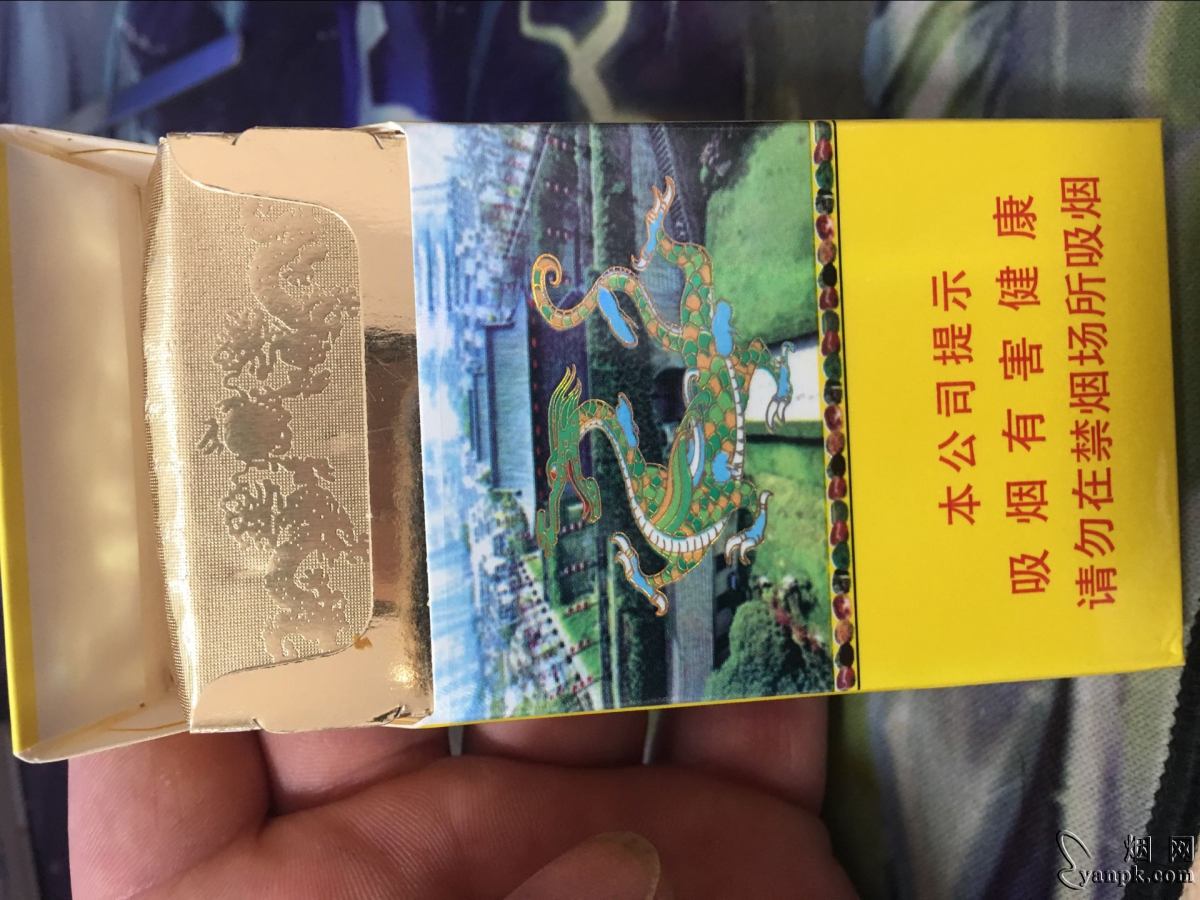 本公司提示
吸烟有害健康
请勿在禁烟场所吸烟
烟网
yanpk.com